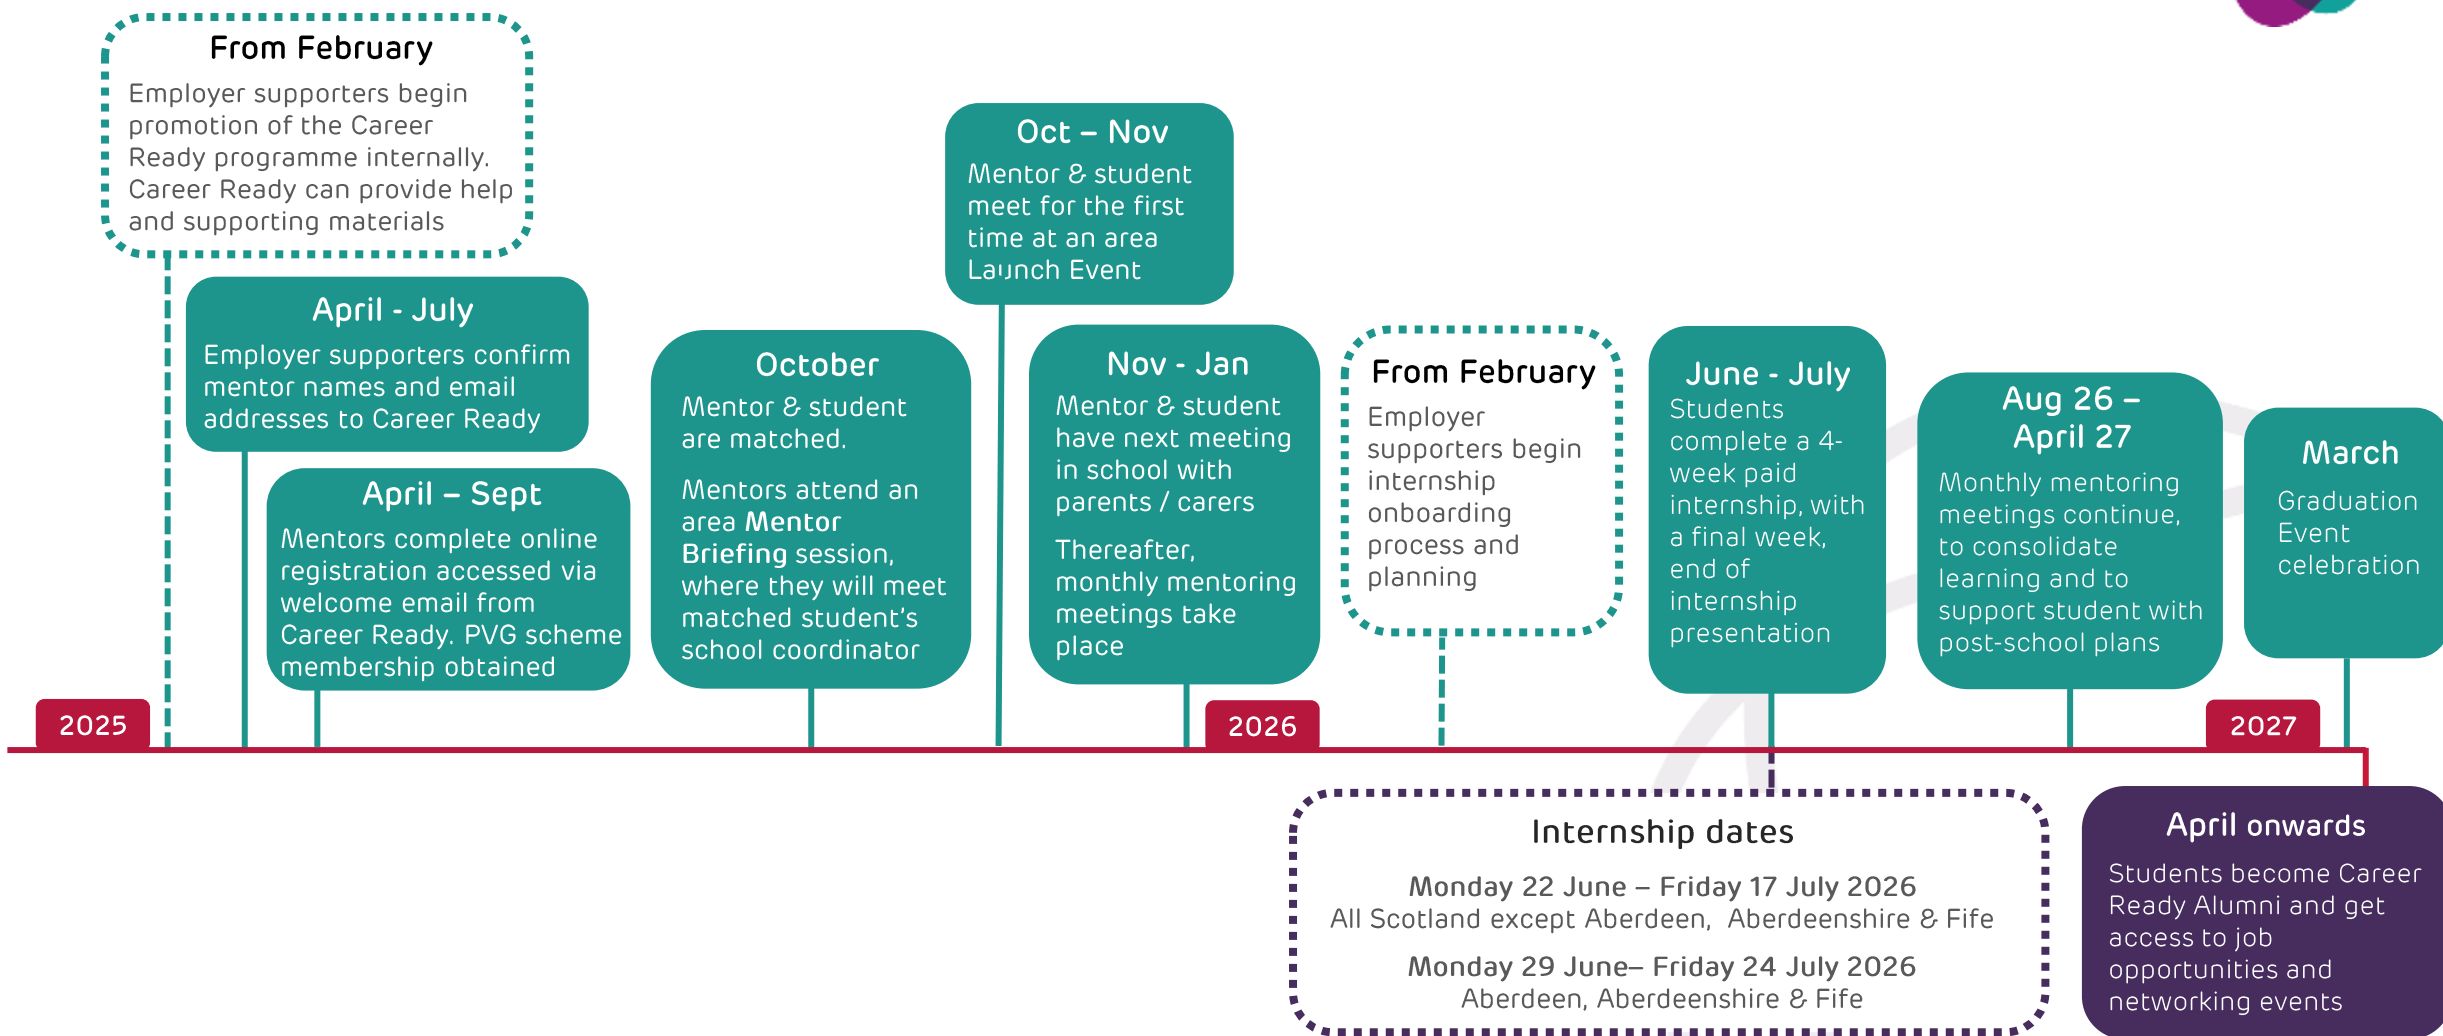 From February
Employer supporters begin
promotion of the Career
Ready programme internally.
Career Ready can provide help
and supporting materials
April - July
Employer supporters confirm
mentor names and email
addresses to Career Ready
April – Sept
Mentors complete online
registration accessed via
welcome email from
Career Ready. PVG scheme
membership obtained
October
Mentor & student
are matched.
Mentors attend an
area Mentor
Briefing session,
where they will meet
matched student's
school coordinator
Oct – Nov
Mentor & student
meet for the first
time at an area
Launch Event
Nov - Jan
Mentor & student
have next meeting
in school with
parents / carers
Thereafter,
monthly mentoring
meetings take
place
From February
Employer
supporters begin
internship
onboarding
process and
planning
June - July
Students
complete a 4-
week paid
internship, with
a final week,
end of
internship
presentation
Aug 26 –
April 27
Monthly mentoring
meetings continue,
to consolidate
learning and to
support student with
post-school plans
March
Graduation
Event
celebration
2025
2026
2027
Internship dates
Monday 22 June – Friday 17 July 2026
All Scotland except Aberdeen,  Aberdeenshire & Fife
Monday 29 June– Friday 24 July 2026
Aberdeen, Aberdeenshire & Fife
April onwards
Students become Career
Ready Alumni and get
access to job
opportunities and
networking events